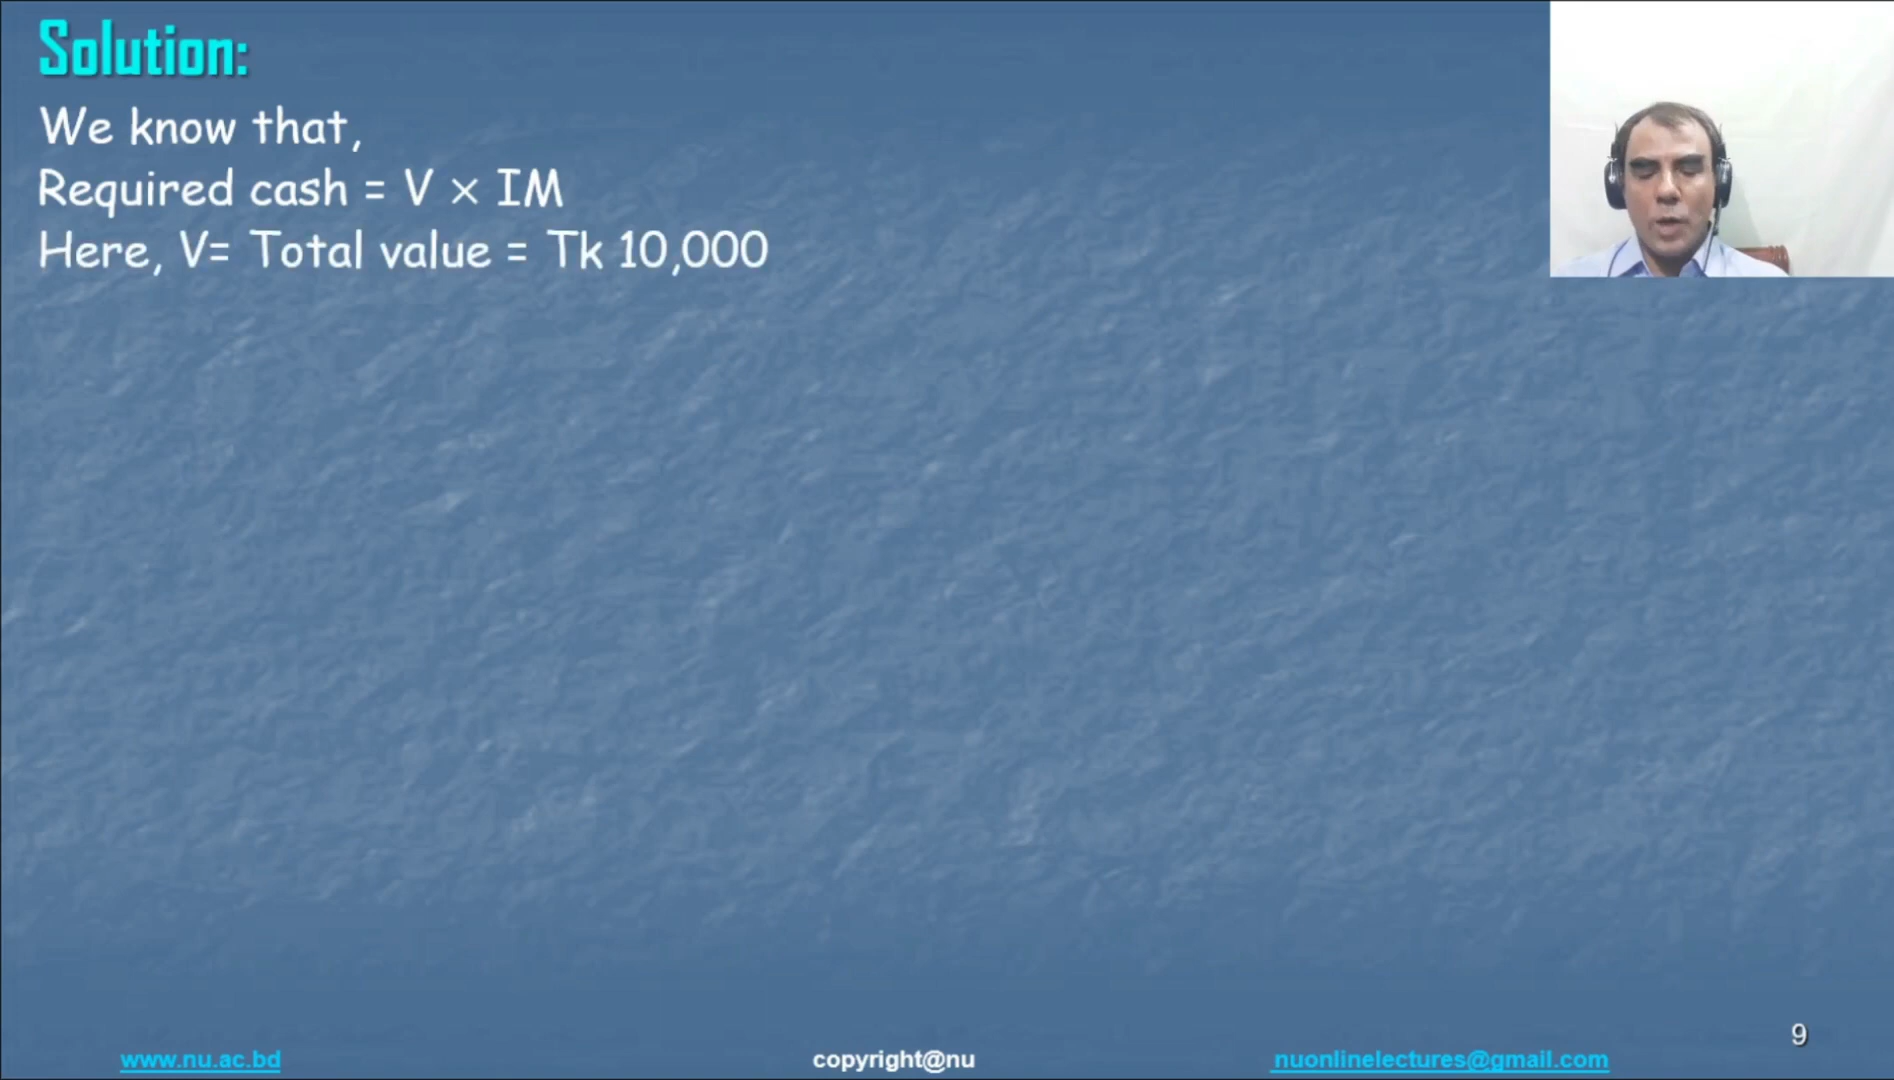 Solution:
We know that,
Required cash = V × IM
Here, V= Total value = Tk 10,000
9
www.nu.ac.bd
copyright@nu
nuonlinelectures@gmail.com